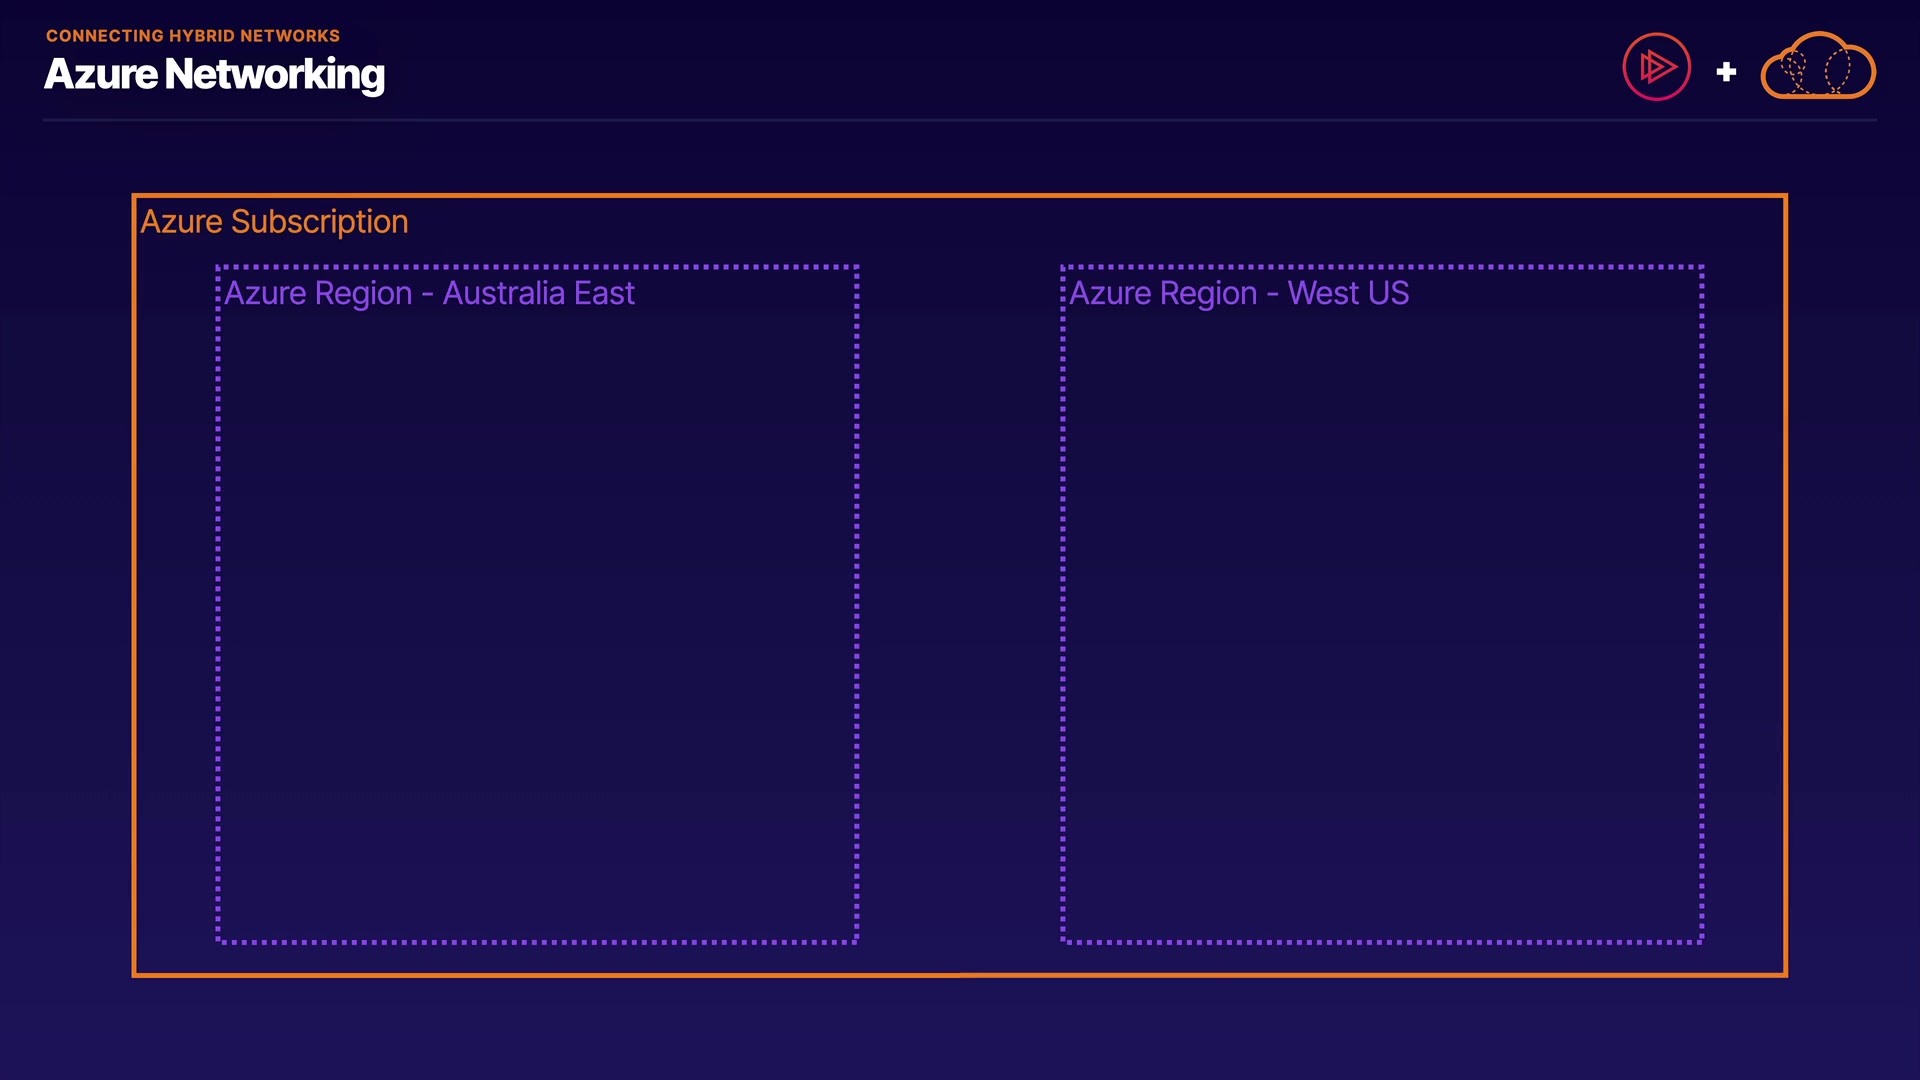 CONNECTING HYBRID NETWORKS
Azure Networking
+
Azure Subscription
Azure Region - Australia East
Azure Region - West US